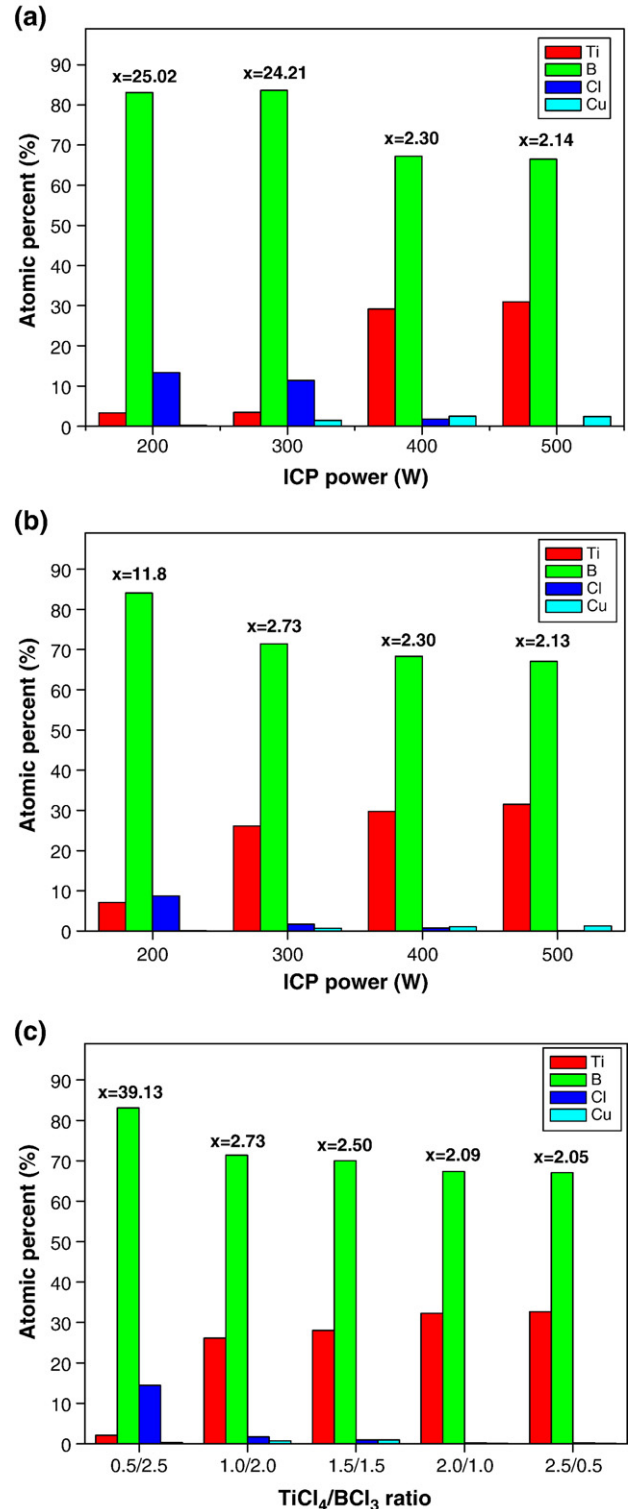 (a)
Atomic percent (%)
90
80
70
60
50
40
30
20
10
0
x=25.02
x=24.21
x=2.30
x=2.14
Ti
B
Cl
Cu
200
300
400
500
ICP power (W)
(b)
Atomic percent (%)
90
80
70
60
50
40
30
20
10
0
x=11.8
x=2.73
x=2.30
x=2.13
Ti
B
Cl
Cu
200
300
400
500
ICP power (W)
(c)
Atomic percent (%)
90
80
70
60
50
40
30
20
10
0
x=39.13
x=2.73
x=2.50
x=2.09
x=2.05
Ti
B
Cl
Cu
0.5/2.5
1.0/2.0
1.5/1.5
2.0/1.0
2.5/0.5
TiCl₄/BCl₃ ratio